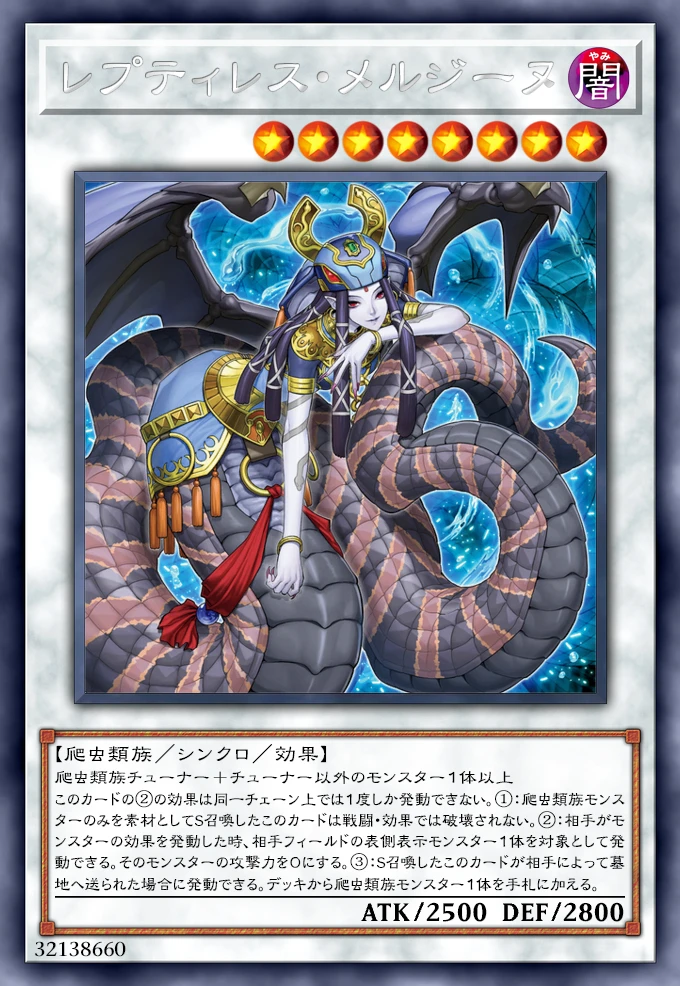 レプティレス・メルジーヌ
やみ
闇
【爬虫類族／シンクロ／効果】
爬虫類族チューナー＋チューナー以外のモンスター1体以上
このカードの②の効果は同一チェーン上では1度しか発動できない。①：爬虫類族モンス
ターのみを素材としてS召喚したこのカードは戦闘・効果では破壊されない。②：相手がモ
ンスターの効果を発動した時、相手フィールドの表側表示モンスター1体を対象として発
動できる。そのモンスターの攻撃力を0にする。③：S召喚したこのカードが相手によって墓
地へ送られた場合に発動できる。デッキから爬虫類族モンスター1体を手札に加える。
ATK/2500 DEF/2800
32138660